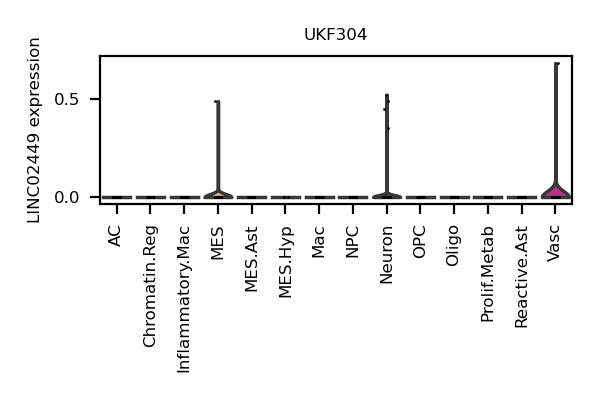 UKF304
LINC02449 expression
0.5
0.0
AC
Chromatin.Reg
Inflammatory.Mac
MES
MES.Ast
MES.Hyp
Mac
NPC
Neuron
OPC
Oligo
Prolif.Metab
Reactive.Ast
Vasc